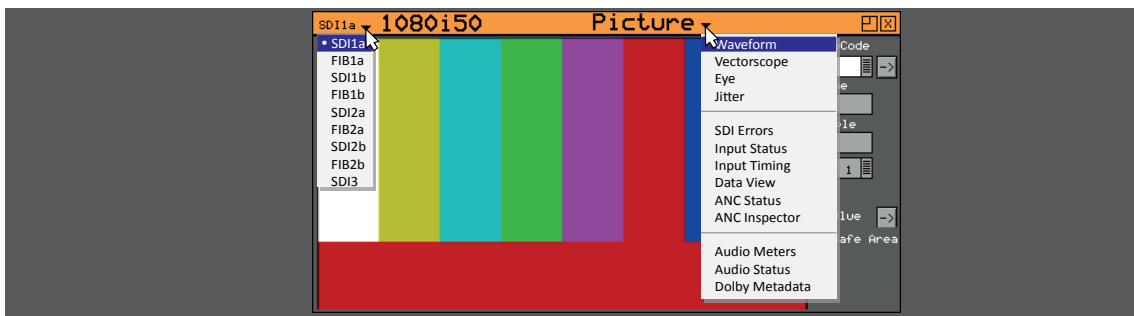 SDI1a 1080i50 Picture
• SDI1a
FIB1a
SDI1b
FIB1b
SDI2a
FIB2a
SDI2b
FIB2b
SDI3
Waveform
Vectorscope
Eye
Jitter
SDI Errors
Input Status
Input Timing
Data View
ANC Status
ANC Inspector
Audio Meters
Audio Status
Dolby Metadata
Code
->
1
->
Area